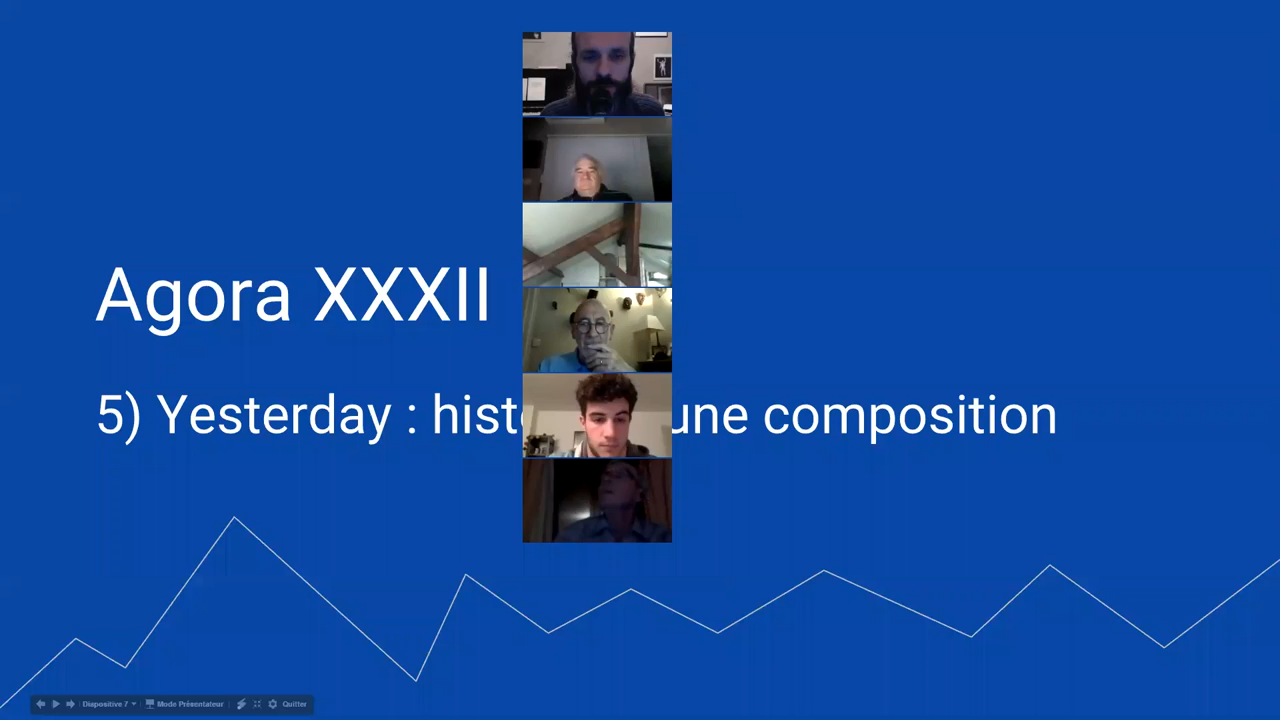 Agora XXXII
5) Yesterday : hist une composition
Diapositive 7 Mode Présentateur Quitter